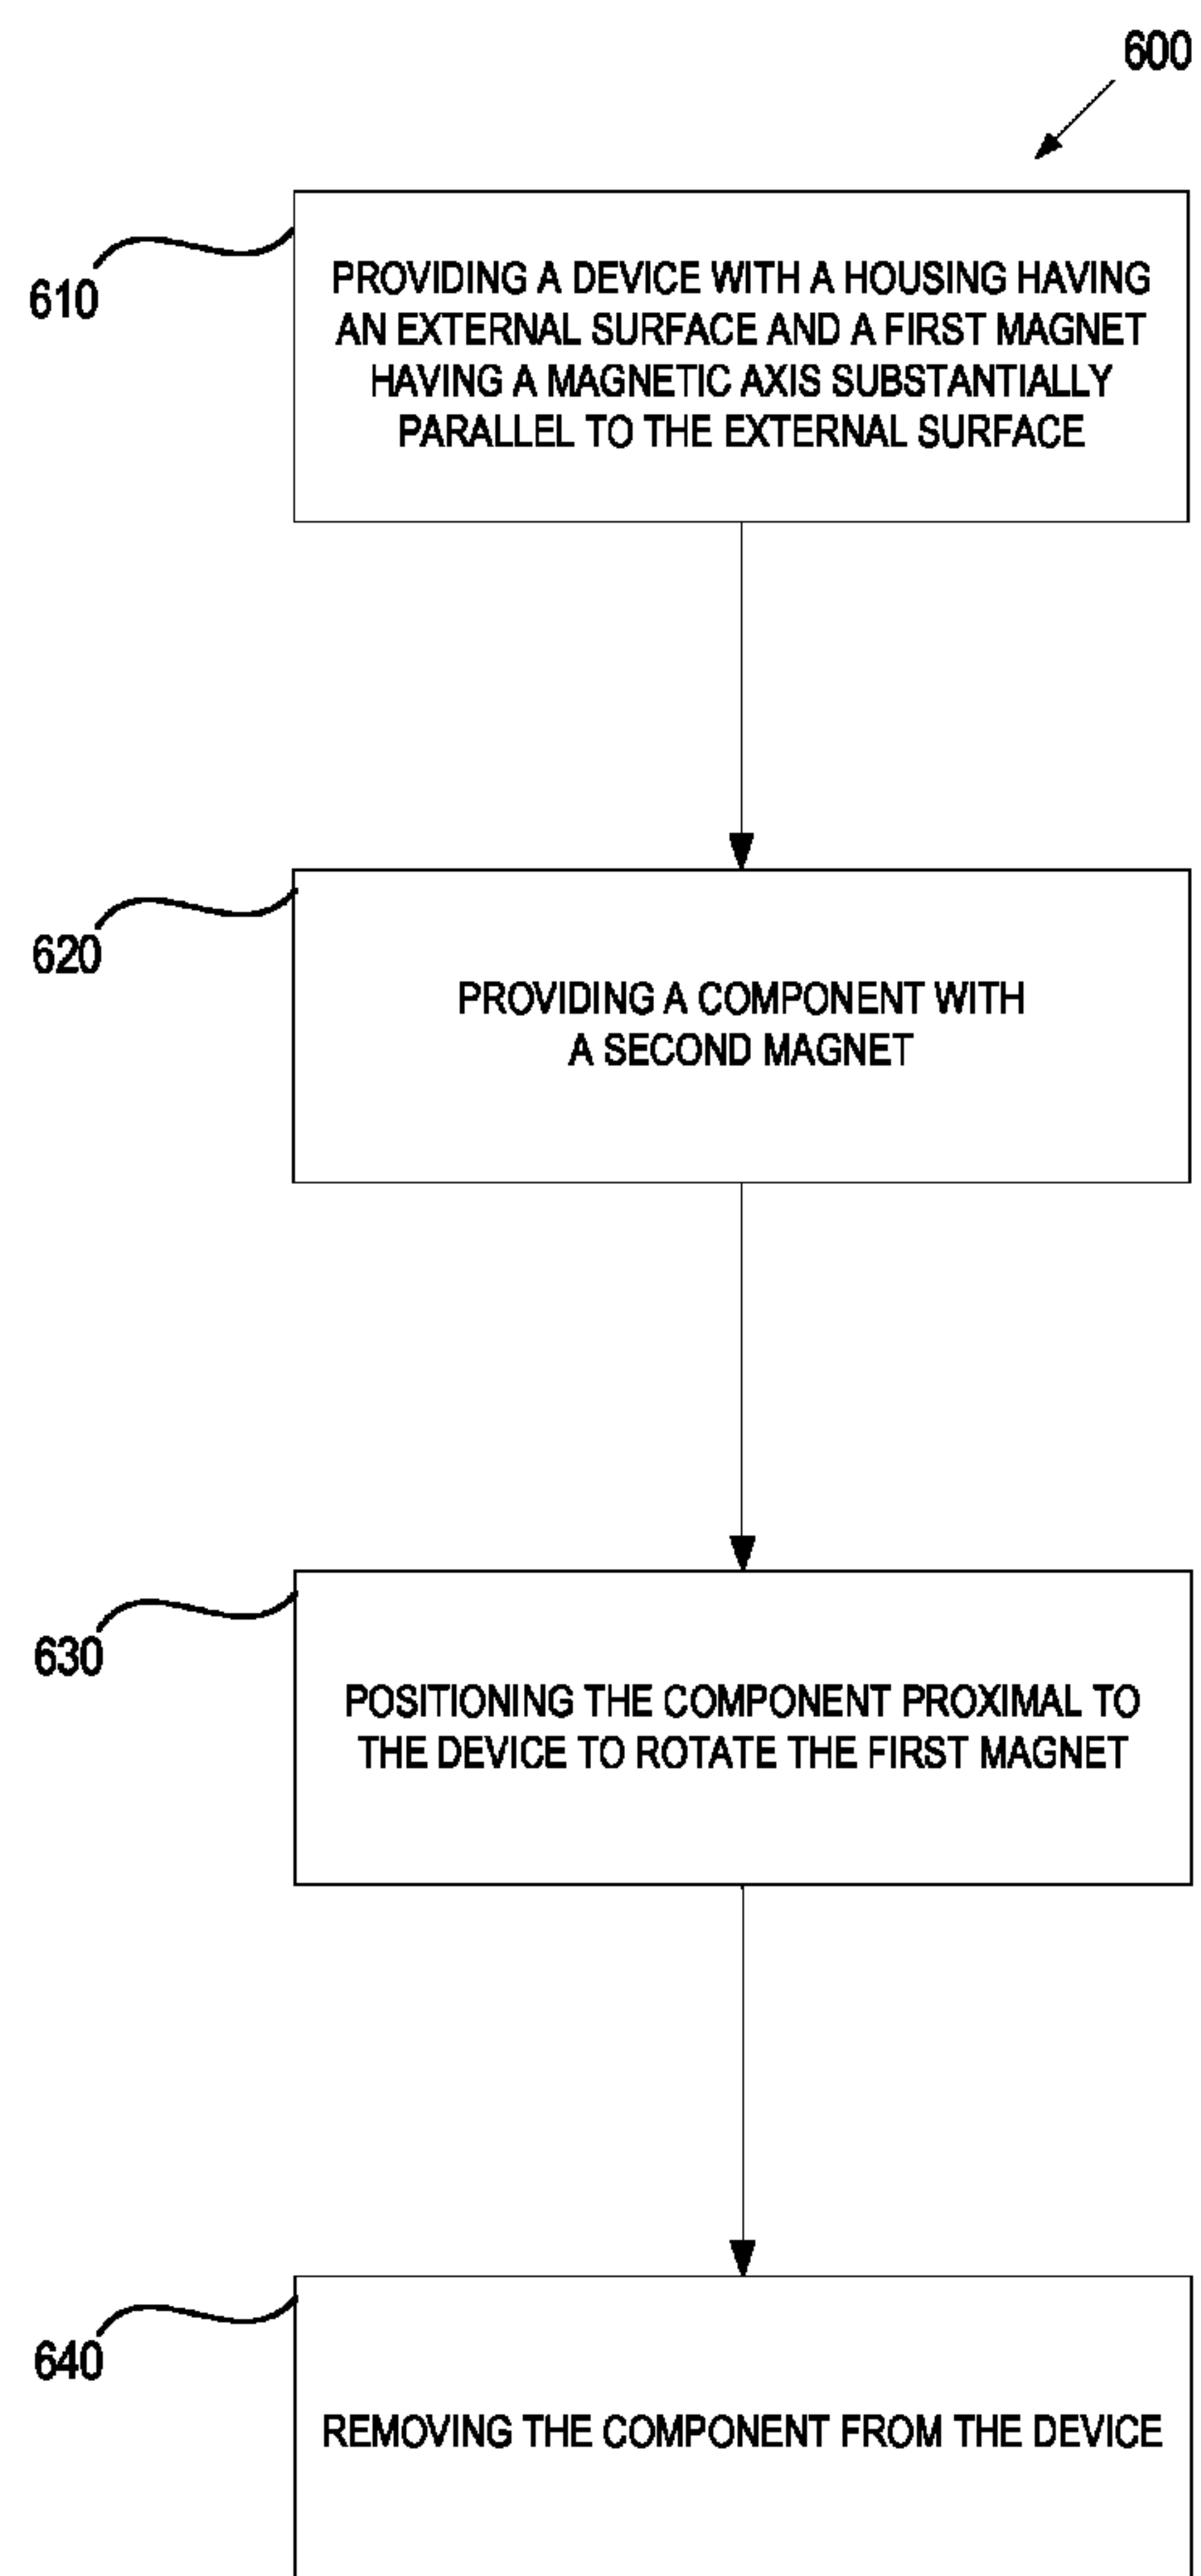 600
610
PROVIDING A DEVICE WITH A HOUSING HAVING
AN EXTERNAL SURFACE AND A FIRST MAGNET
HAVING A MAGNETIC AXIS SUBSTANTIALLY
PARALLEL TO THE EXTERNAL SURFACE
620
PROVIDING A COMPONENT WITH
A SECOND MAGNET
630
POSITIONING THE COMPONENT PROXIMAL TO
THE DEVICE TO ROTATE THE FIRST MAGNET
640
REMOVING THE COMPONENT FROM THE DEVICE